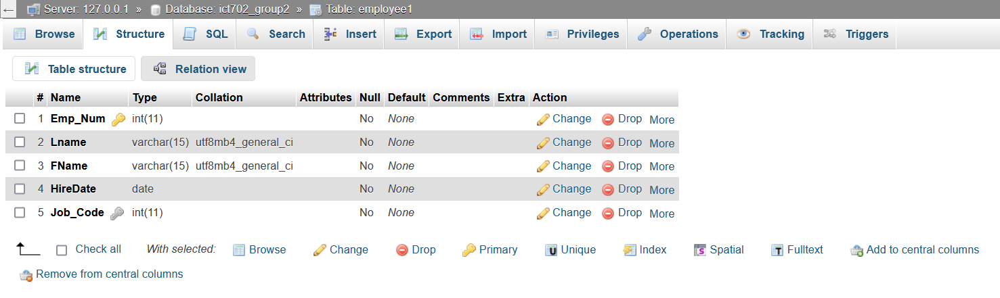 ← Server: 127.0.0.1 » Database: ict702_group2 » Table: employee1
Browse Structure SQL Search Insert Export Import Privileges Operations Tracking Triggers
Table structure Relation view
# Name Type Collation Attributes Null Default Comments Extra Action
1 Emp_Num int(11) No None Change Drop More
2 Lname varchar(15) utf8mb4_general_ci No None Change Drop More
3 FName varchar(15) utf8mb4_general_ci No None Change Drop More
4 HireDate date No None Change Drop More
5 Job_Code int(11) No None Change Drop More
Check all With selected: Browse Change Drop Primary U Unique Index S Spatial T Fulltext Add to central columns
Remove from central columns